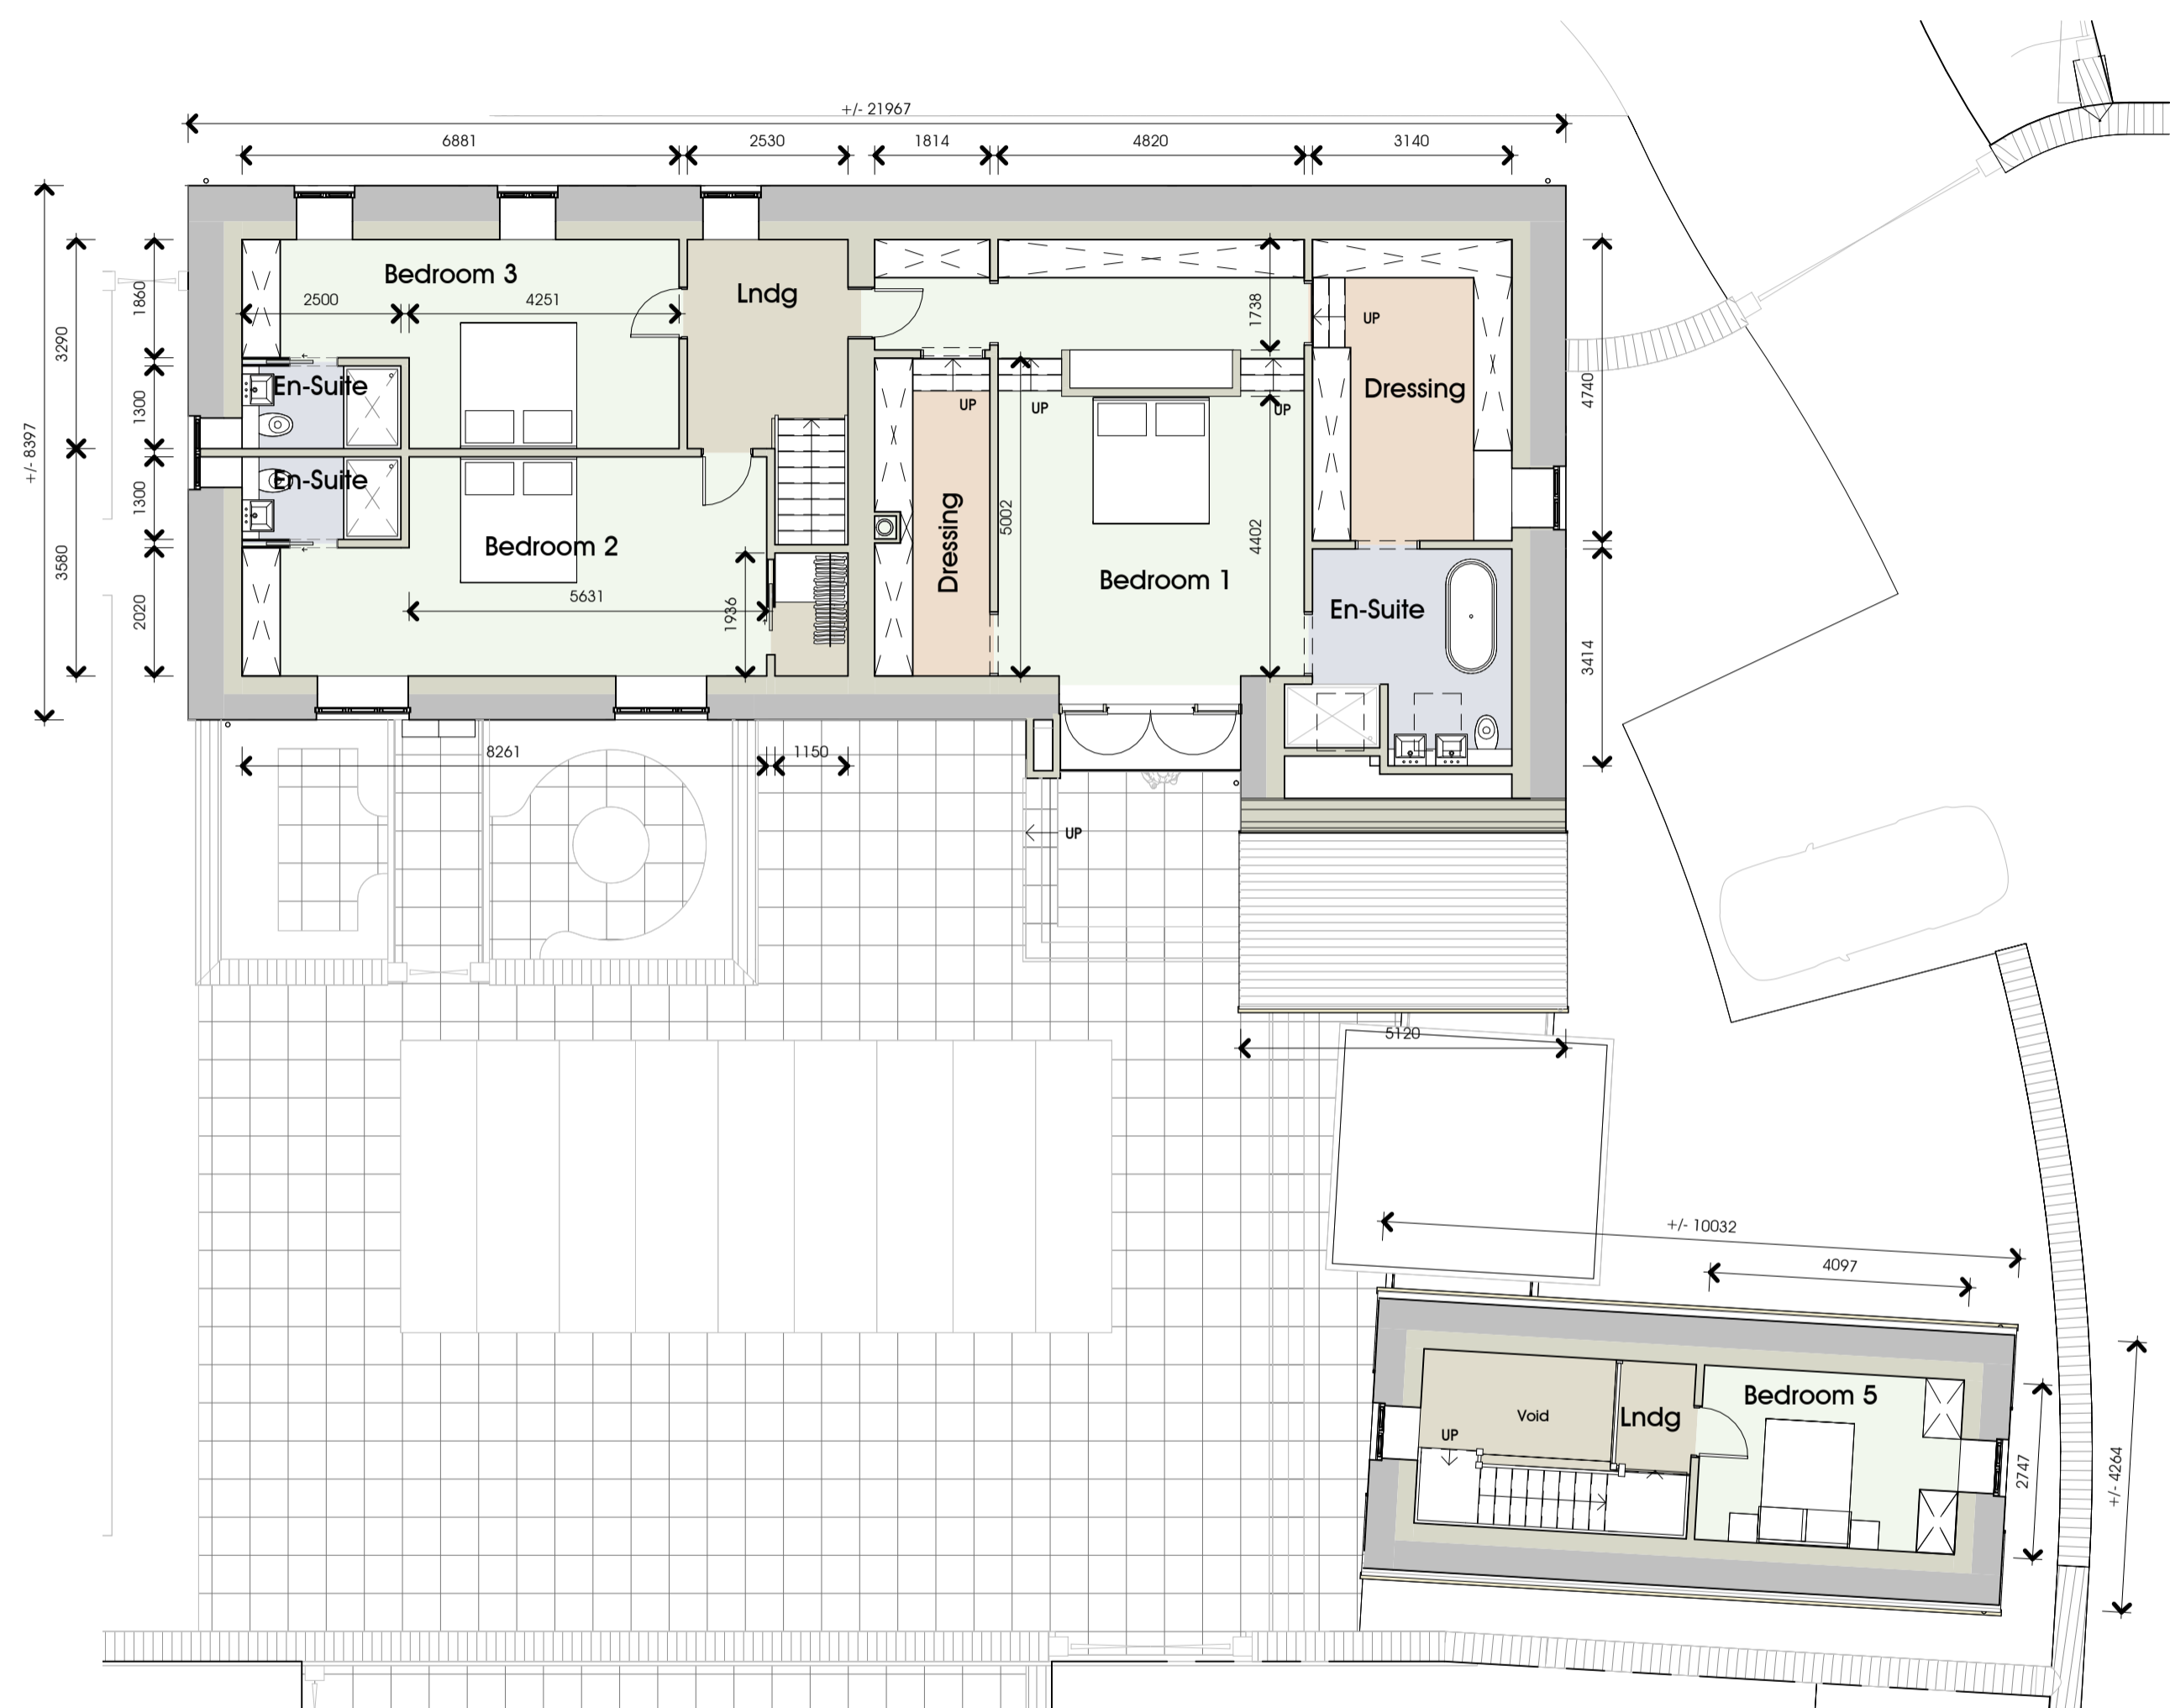 +/- 21967
6881
2530
1814
4820
3140
+/- 8397
3290
3580
1860
1300
1300
2020
Bedroom 3
2500
4251
Lndg
1738
UP
4740
En-Suite
Dressing
UP
UP
UP
En-Suite
Bedroom 2
5631
1936
Dressing
5002
4402
Bedroom 1
En-Suite
3414
8261
1150
UP
5120
+/- 10032
4097
Bedroom 5
Void
Lndg
UP
2747
+/- 4264